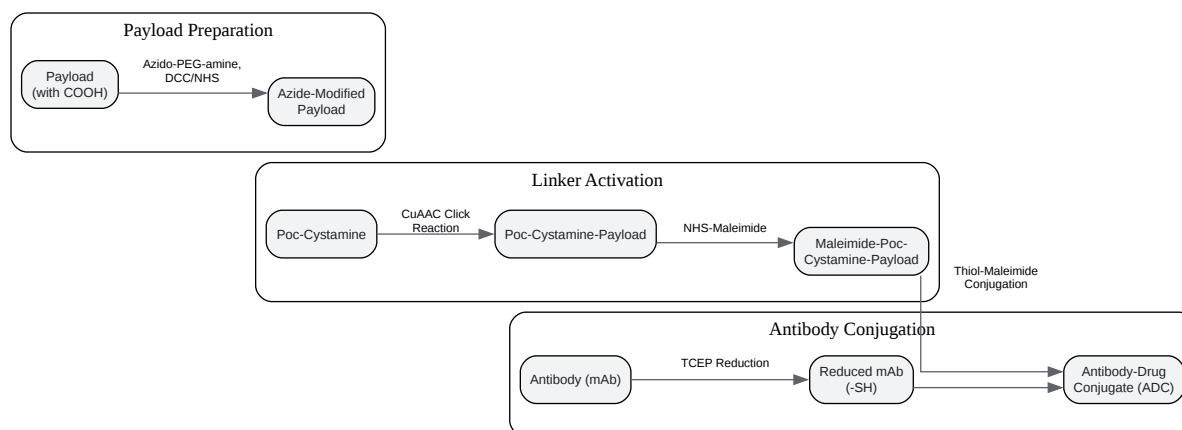 Payload Preparation
Payload
(with COOH)
Azido-PEG-amine,
DCC/NHS
Azide-Modified
Payload
Linker Activation
Poc-Cystamine
CuAAC Click
Reaction
Poc-Cystamine-Payload
NHS-Maleimide
Maleimide-Poc-
Cystamine-Payload
Thiol-Maleimide
Conjugation
Antibody Conjugation
Antibody (mAb)
TCEP Reduction
Reduced mAb
(-SH)
Antibody-Drug
Conjugate (ADC)